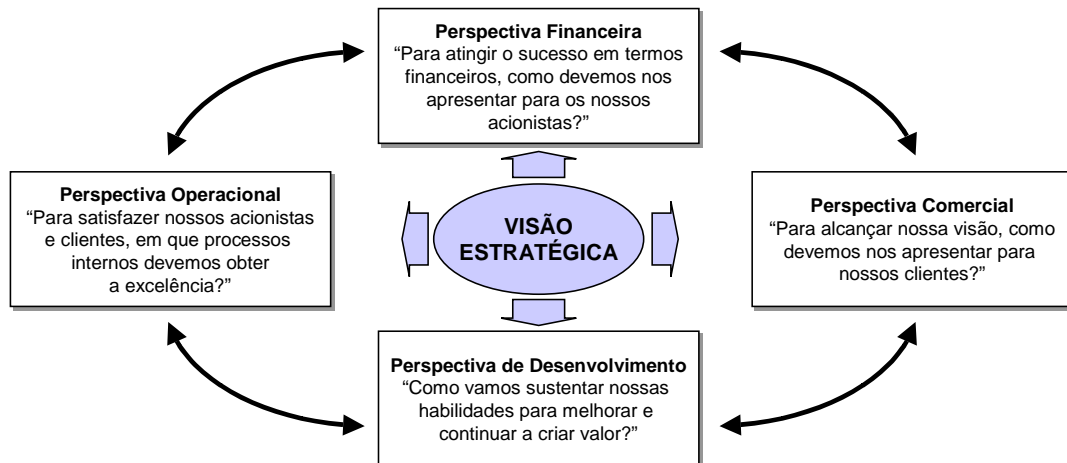 Perspectiva Financeira
“Para atingir o sucesso em termos
financeiros, como devemos nos
apresentar para os nossos
acionistas?”
Perspectiva Operacional
“Para satisfazer nossos acionistas
e clientes, em que processos
internos devemos obter
a excelência?”
VISÃO
ESTRATÉGICA
Perspectiva Comercial
“Para alcançar nossa visão, como
devemos nos apresentar para
nossos clientes?”
Perspectiva de Desenvolvimento
“Como vamos sustentar nossas
habilidades para melhorar e
continuar a criar valor?”